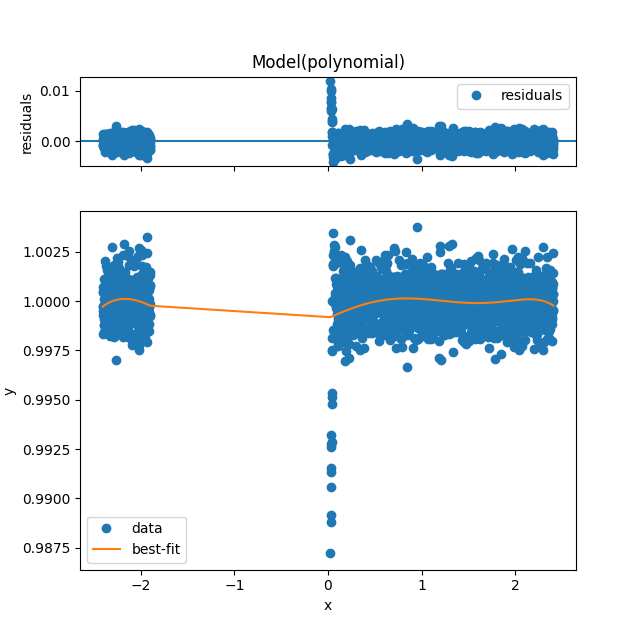 Model(polynomial)
residuals
0.01
0.00
residuals
y
1.0025
1.0000
0.9975
0.9950
0.9925
0.9900
0.9875
data
best-fit
−2
−1
0
1
2
x